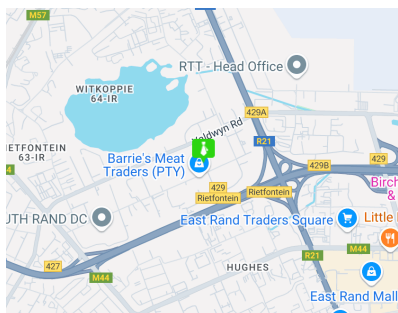 M57
RTT - Head Office
WITKOPPIE
64-IR
429A
Valdwyn Rd
R21
IETFONTEIN
63-IR
Barrie's Meat
Traders (PTY)
429B
429
429
Rietfontein
Rietfontein
Birch
&
UTH RAND DC
East Rand Traders Square
Little
M44
R21
427
M44
HUGHES
East Rand Mall